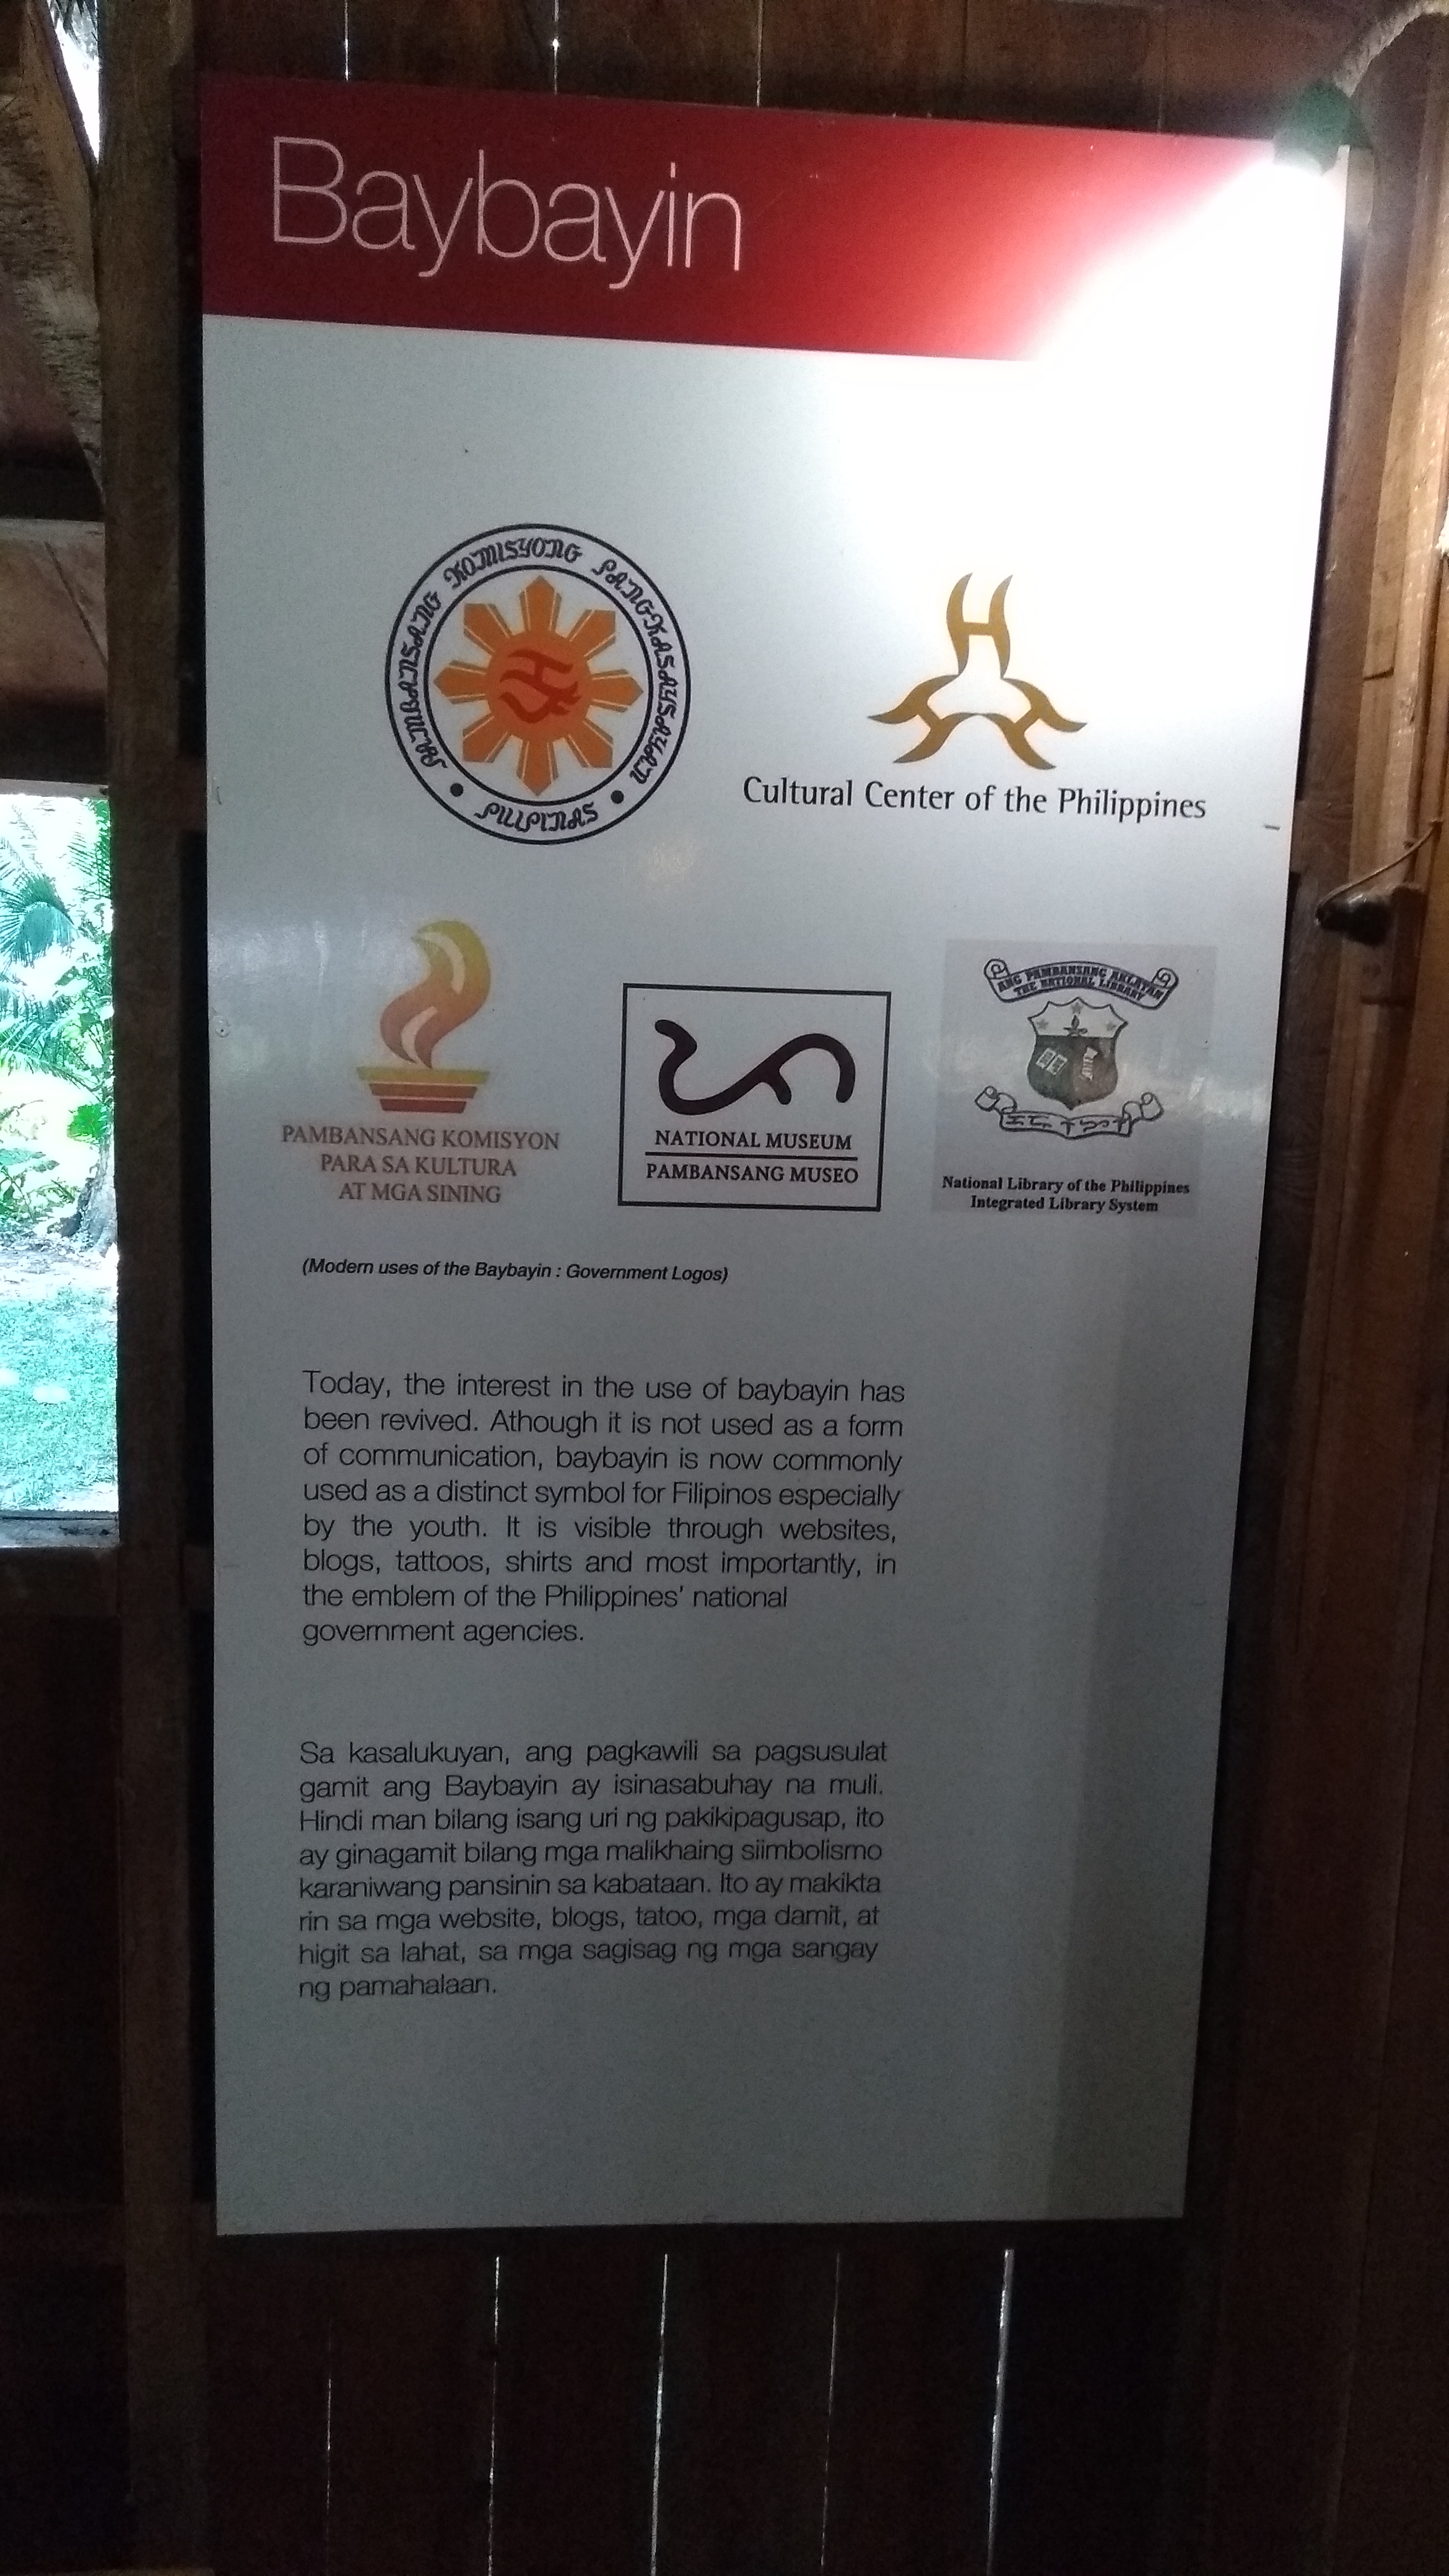 Baybayin
PAMBANSANG KOMISYONG PANGKASAYSAYAN
PILIPINAS
Cultural Center of the Philippines
PAMBANSANG KOMISYON
PARA SA KULTURA
AT MGA SINING
NATIONAL MUSEUM
PAMBANSANG MUSEO
ANG PAMBANSANG AKLATAN
THE NATIONAL LIBRARY
National Library of the Philippines
Integrated Library System
(Modern uses of the Baybayin : Government Logos)
Today, the interest in the use of baybayin has
been revived. Athough it is not used as a form
of communication, baybayin is now commonly
used as a distinct symbol for Filipinos especially
by the youth. It is visible through websites,
blogs, tattoos, shirts and most importantly, in
the emblem of the Philippines' national
government agencies.
Sa kasalukuyan, ang pagkawili sa pagsusulat
gamit ang Baybayin ay isinasabuhay na muli.
Hindi man bilang isang uri ng pakikipagusap, ito
ay ginagamit bilang mga malikhaing siimbolismo
karaniwang pansinin sa kabataan. Ito ay makikta
rin sa mga website, blogs, tatoo, mga damit, at
higit sa lahat, sa mga sagisag ng mga sangay
ng pamahalaan.